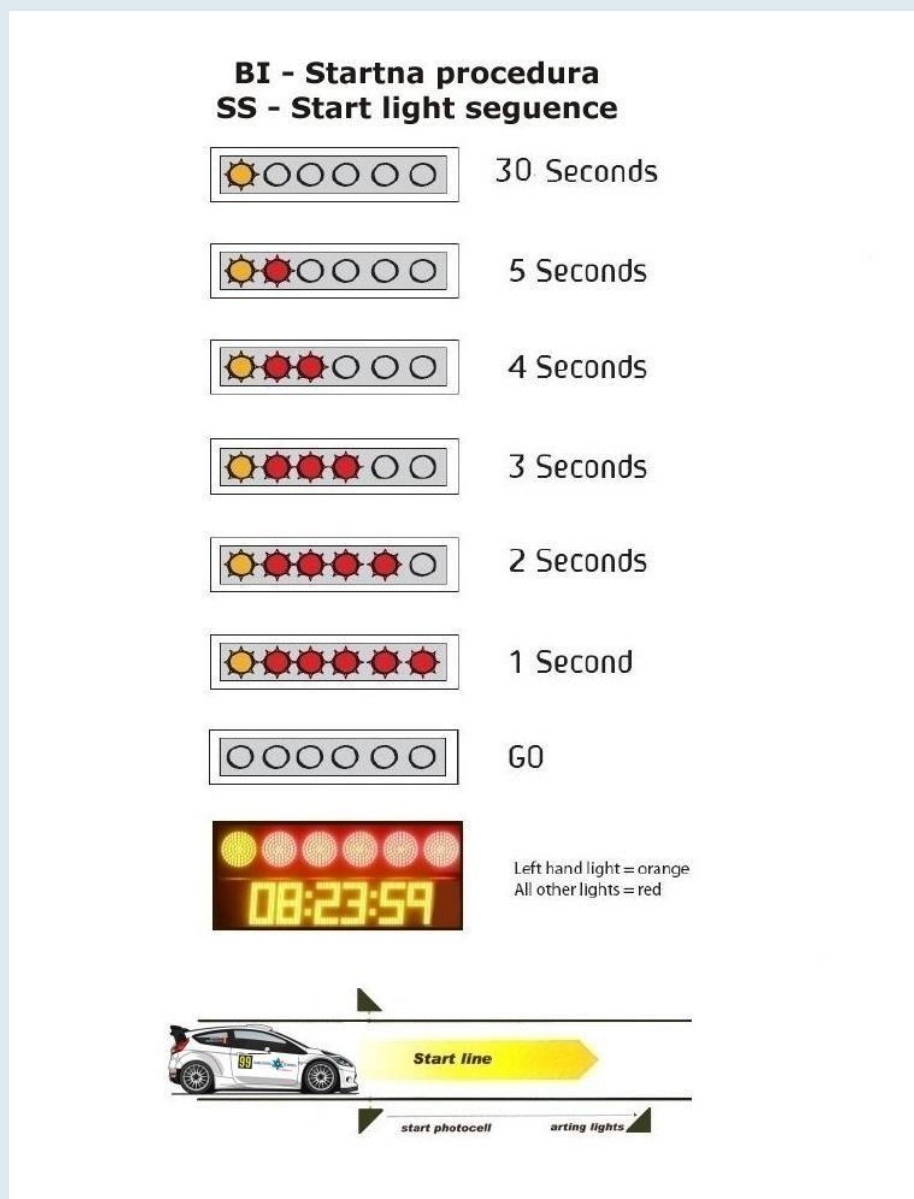 BI - Startna procedura
SS - Start light seguence
30 Seconds
5 Seconds
4 Seconds
3 Seconds
2 Seconds
1 Second
GO
08:23:59
Left hand light = orange
All other lights = red
99
Start line
start photocell
arting lights